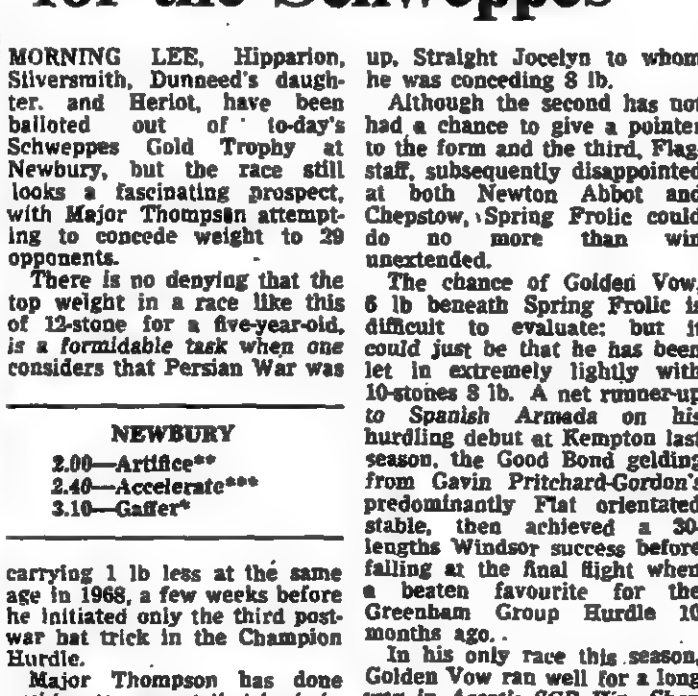 for the Schweppes
MORNING LEE, Hipparion,
Silversmith, Dunneed's daugh-
ter. and Heriot, have been
balloted out of to-day's
Schweppes Gold Trophy at
Newbury, but the race still
looks a fascinating prospect,
with Major Thompson attempt-
ing to concede weight to 29
opponents.
There is no denying that the
top weight in a race like this
of 12-stone for a five-year-old,
is a formidable task when one
considers that Persian War was
NEWBURY
2.00—Artifice**
2.40—Accelerate***
3.10—Gaffer*
carrying 1 lb less at the same
age in 1968, a few weeks before
he initiated only the third post-
war hat trick in the Champion
Hurdle.
Major Thompson has done
up, Straight Jocelyn to whom
he was conceding 8 lb.
Although the second has not
had a chance to give a pointer
to the form and the third, Flag-
staff, subsequently disappointed
at both Newton Abbot and
Chepstow, Spring Frolic could
do no more than win
unextended.
The chance of Golden Vow,
6 lb beneath Spring Frolic is
difficult to evaluate: but it
could just be that he has been
let in extremely lightly with
10-stones 8 lb. A net runner-up
to Spanish Armada on his
hurdling debut at Kempton last
season, the Good Bond gelding
from Gavin Pritchard-Gordon's
predominantly Flat orientated
stable, then achieved a 30-
lengths Windsor success before
falling at the final flight when
a beaten favourite for the
Greenham Group Hurdle 10
months ago.
In his only race this season,
Golden Vow ran well for a long